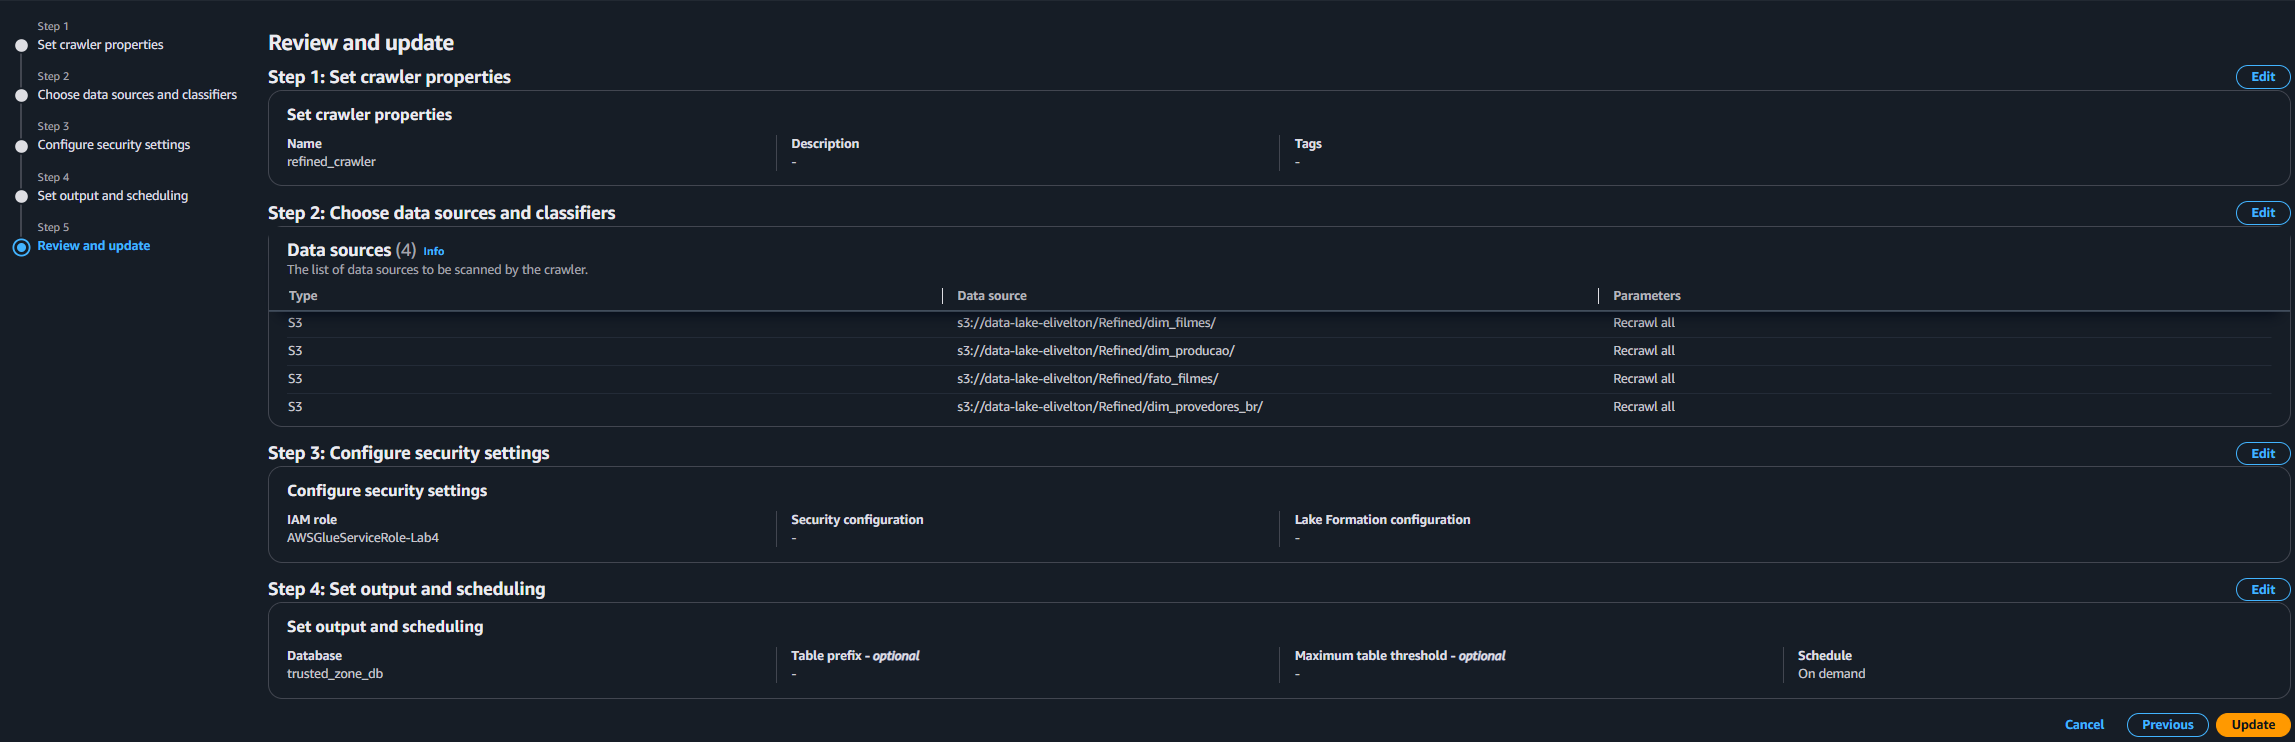 Step 1
Set crawler properties
Step 2
Choose data sources and classifiers
Step 3
Configure security settings
Step 4
Set output and scheduling
Step 5
Review and update
Review and update
Step 1: Set crawler properties
Edit
Set crawler properties
Name
refined_crawler
Description
-
Tags
-
Step 2: Choose data sources and classifiers
Edit
Data sources (4) Info
The list of data sources to be scanned by the crawler.
Type Data source Parameters
S3 s3://data-lake-elivelton/Refined/dim_filmes/ Recrawl all
S3 s3://data-lake-elivelton/Refined/dim_producao/ Recrawl all
S3 s3://data-lake-elivelton/Refined/fato_filmes/ Recrawl all
S3 s3://data-lake-elivelton/Refined/dim_provedores_br/ Recrawl all
Step 3: Configure security settings
Edit
Configure security settings
IAM role
AWSGlueServiceRole-Lab4
Security configuration
-
Lake Formation configuration
-
Step 4: Set output and scheduling
Edit
Set output and scheduling
Database
trusted_zone_db
Table prefix - optional
-
Maximum table threshold - optional
-
Schedule
On demand
Cancel Previous Update